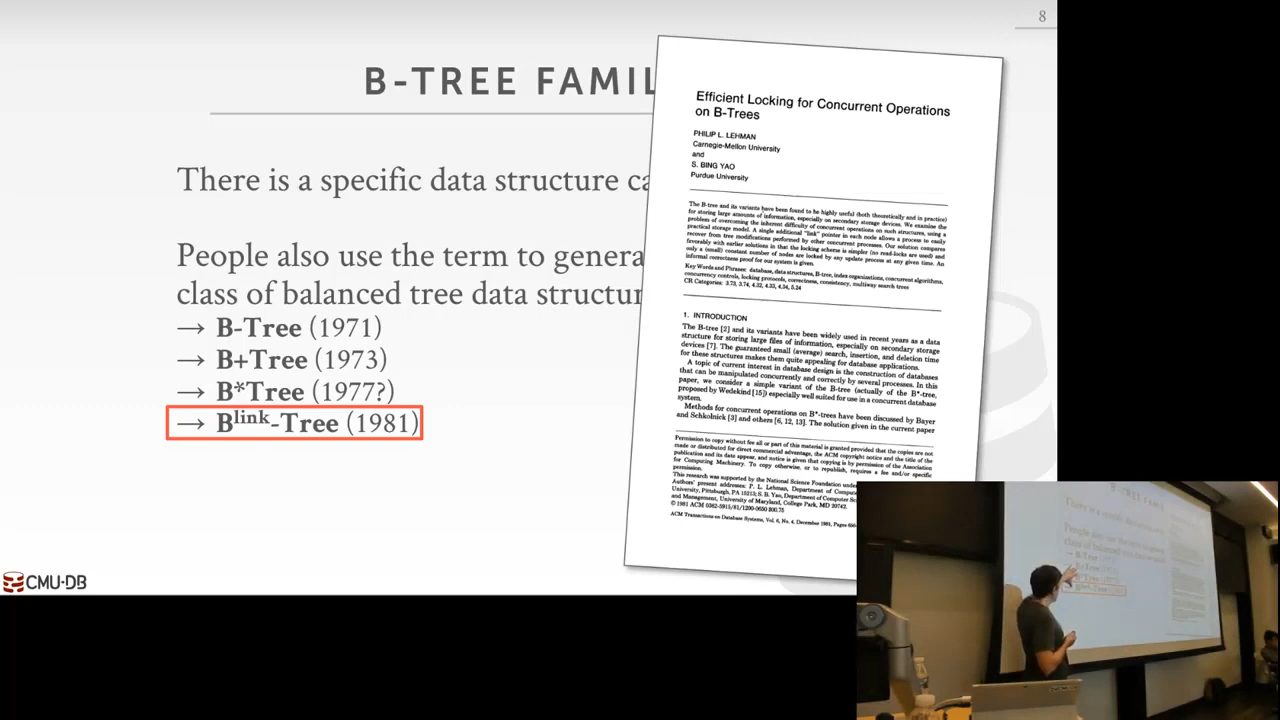 8
B-TREE FAMIL
There is a specific data structure ca
People also use the term to genera
class of balanced tree data structur
→ B-Tree (1971)
→ B+Tree (1973)
→ B*Tree (1977?)
→ Blink-Tree (1981)
CMU-DB
Efficient Locking for Concurrent Operations
on B-Trees
PHILIP L. LEHMAN
Carnegie-Mellon University
and
S. BING YAO
Purdue University
The B-tree and its variants have been found to be highly useful (both theoretically and in practice)
for storing large amounts of information, especially on secondary storage devices. We examine the
problem of overcoming the inherent difficulty of concurrent operations on such structures, using a
practical storage model. A single additional "link" pointer in each node allows a process to easily
recover from tree modifications performed by other concurrent processes. Our solution compares
favorably with earlier solutions in that the locking scheme is simpler (no read-locks are used) and
only a (small) constant number of nodes are locked by any update process at any given time. An
informal correctness proof for our system is given.
Key Words and Phrases: database, data structures, B-tree, index organizations, concurrent algorithms,
concurrency controls, locking protocols, correctness, consistency, multiway search trees
CR Categories: 3.73, 3.74, 4.32, 4.33, 4.34, 5.24
1. INTRODUCTION
The B-tree [2] and its variants have been widely used in recent years as a data
structure for storing large files of information, especially on secondary storage
devices [7]. The guaranteed small (average) search, insertion, and deletion time
for these structures makes them quite appealing for database applications.
A topic of current interest in database design is the construction of databases
that can be manipulated concurrently and correctly by several processes. In this
paper, we consider a simple variant of the B-tree (actually of the B*-tree,
proposed by Wedekind [15]) especially well suited for use in a concurrent database
system.
Methods for concurrent operations on B*-trees have been discussed by Bayer
and Schkolnick [3] and others [6, 12, 13]. The solution given in the current paper
Permission to copy without fee all or part of this material is granted provided that the copies are not
made or distributed for direct commercial advantage, the ACM copyright notice and the title of the
publication and its date appear, and notice is given that copying is by permission of the Association
for Computing Machinery. To copy otherwise, or to republish, requires a fee and/or specific
permission.
This research was supported by the National Science Foundation unde
Authors' present addresses: P. L. Lehman, Department of Compute
University, Pittsburgh, PA 15213; S. B. Yao, Department of Computer Sc
and Management, University of Maryland, College Park, MD 20742.
© 1981 ACM 0362-5915/81/1200-0650 $00.75
ACM Transactions on Database Systems, Vol. 6, No. 4, December 1981, Pages 650